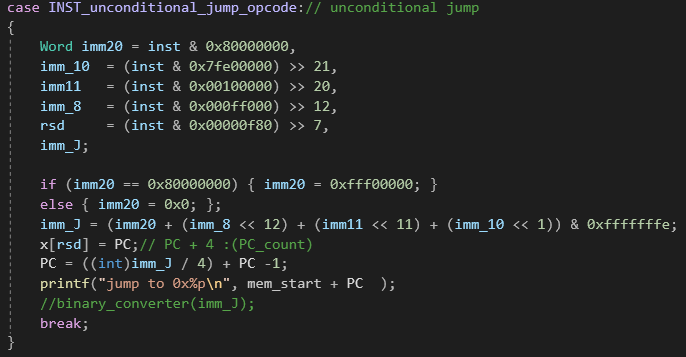 case INST_unconditional_jump_opcode:// unconditional jump
{
Word imm20 = inst & 0x80000000,
imm_10  = (inst & 0x7fe00000) >> 21,
imm11   = (inst & 0x00100000) >> 20,
imm_8   = (inst & 0x000ff000) >> 12,
rsd     = (inst & 0x00000f80) >> 7,
imm_J;
if (imm20 == 0x80000000) { imm20 = 0xfff00000; }
else { imm20 = 0x0; };
imm_J = (imm20 + (imm_8 << 12) + (imm11 << 11) + (imm_10 << 1)) & 0xfffffffe;
x[rsd] = PC;// PC + 4 :(PC_count)
PC = ((int)imm_J / 4) + PC -1;
printf("jump to 0x%p\n", mem_start + PC  );
//binary_converter(imm_J);
break;
}